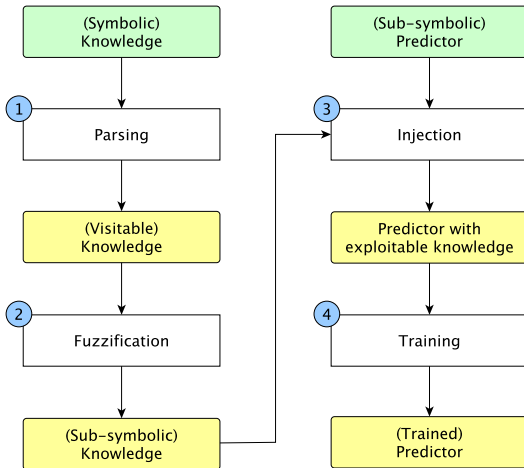 (Symbolic)
Knowledge
1
Parsing
(Visitable)
Knowledge
2
Fuzzification
(Sub-symbolic)
Knowledge
(Sub-symbolic)
Predictor
3
Injection
Predictor with
exploitable knowledge
4
Training
(Trained)
Predictor